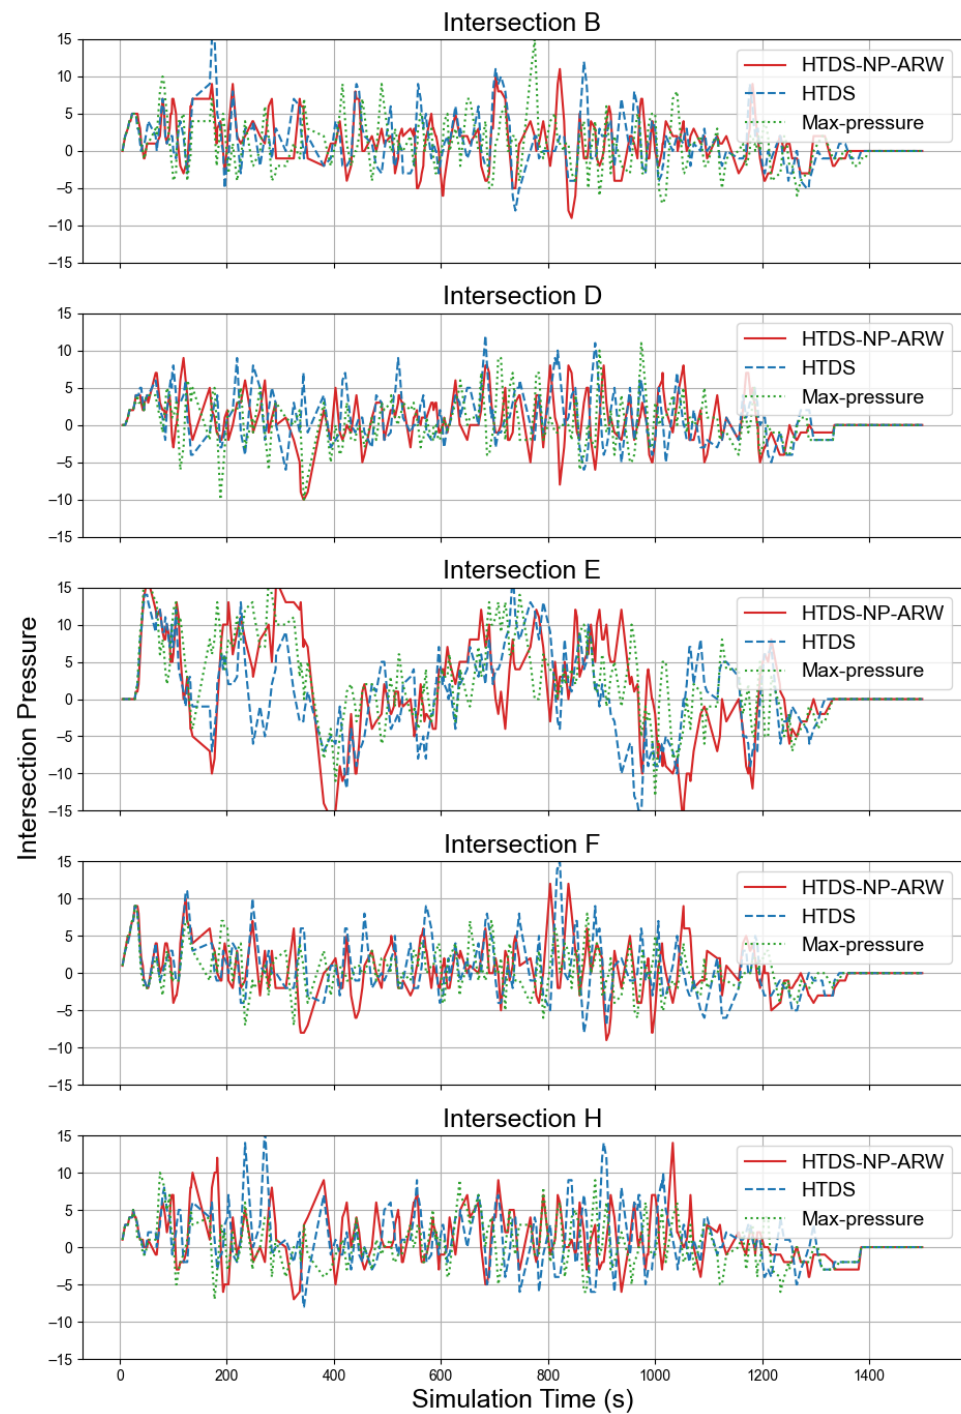 Intersection B
15
10
5
0
−5
−10
−15
HTDS-NP-ARW
HTDS
Max-pressure
Intersection D
15
10
5
0
−5
−10
−15
HTDS-NP-ARW
HTDS
Max-pressure
Intersection E
15
10
5
0
−5
−10
−15
HTDS-NP-ARW
HTDS
Max-pressure
Intersection Pressure
Intersection F
15
10
5
0
−5
−10
−15
HTDS-NP-ARW
HTDS
Max-pressure
Intersection H
15
10
5
0
−5
−10
−15
HTDS-NP-ARW
HTDS
Max-pressure
0 200 400 600 800 1000 1200 1400
Simulation Time (s)